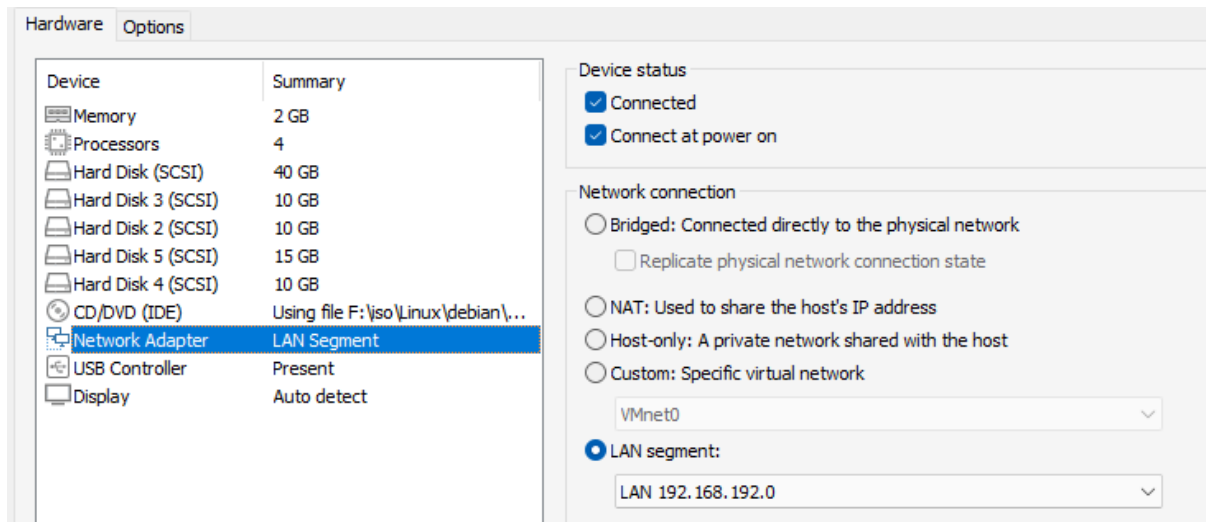 Hardware Options
Device Summary
Memory 2 GB
Processors 4
Hard Disk (SCSI) 40 GB
Hard Disk 3 (SCSI) 10 GB
Hard Disk 2 (SCSI) 10 GB
Hard Disk 5 (SCSI) 15 GB
Hard Disk 4 (SCSI) 10 GB
CD/DVD (IDE) Using file F:\iso\Linux\debian\...
Network Adapter LAN Segment
USB Controller Present
Display Auto detect
Device status
Connected
Connect at power on
Network connection
Bridged: Connected directly to the physical network
Replicate physical network connection state
NAT: Used to share the host's IP address
Host-only: A private network shared with the host
Custom: Specific virtual network
VMnet0
LAN segment:
LAN 192.168.192.0